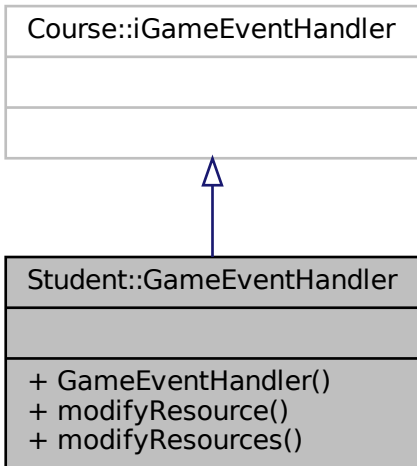 Course::iGameEventHandler
Student::GameEventHandler
+ GameEventHandler()
+ modifyResource()
+ modifyResources()